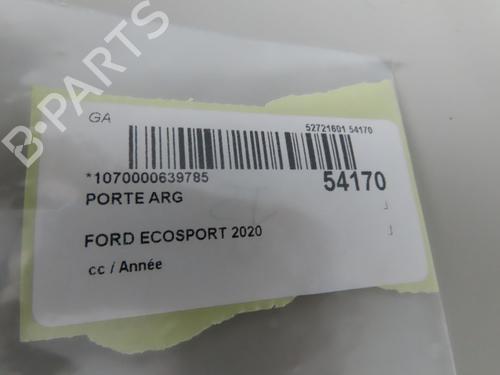 B-PARTS
GA
52721601 54170
*1070000639785
54170
PORTE ARG
FORD ECOSPORT 2020
cc / Année